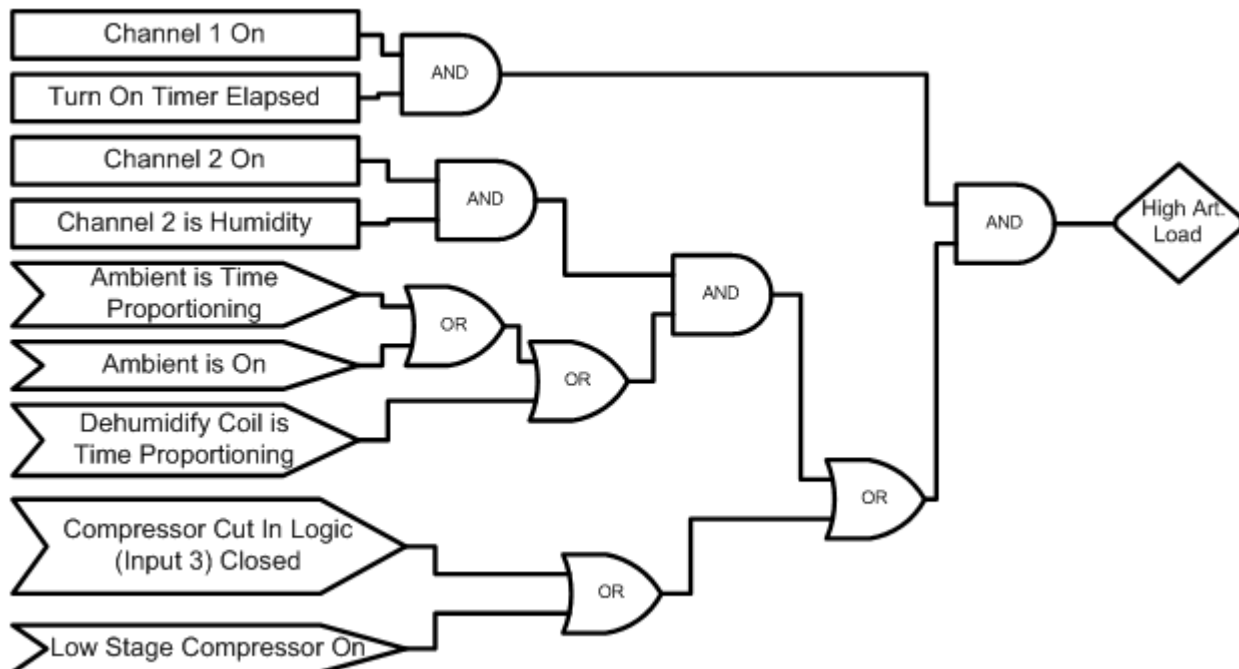 Channel 1 On
Turn On Timer Elapsed
AND
Channel 2 On
Channel 2 is Humidity
AND
AND
High Art.
Load
Ambient is Time
Proportioning
OR
AND
Ambient is On
OR
Dehumidify Coil is
Time Proportioning
OR
Compressor Cut In Logic
(Input 3) Closed
OR
Low Stage Compressor On